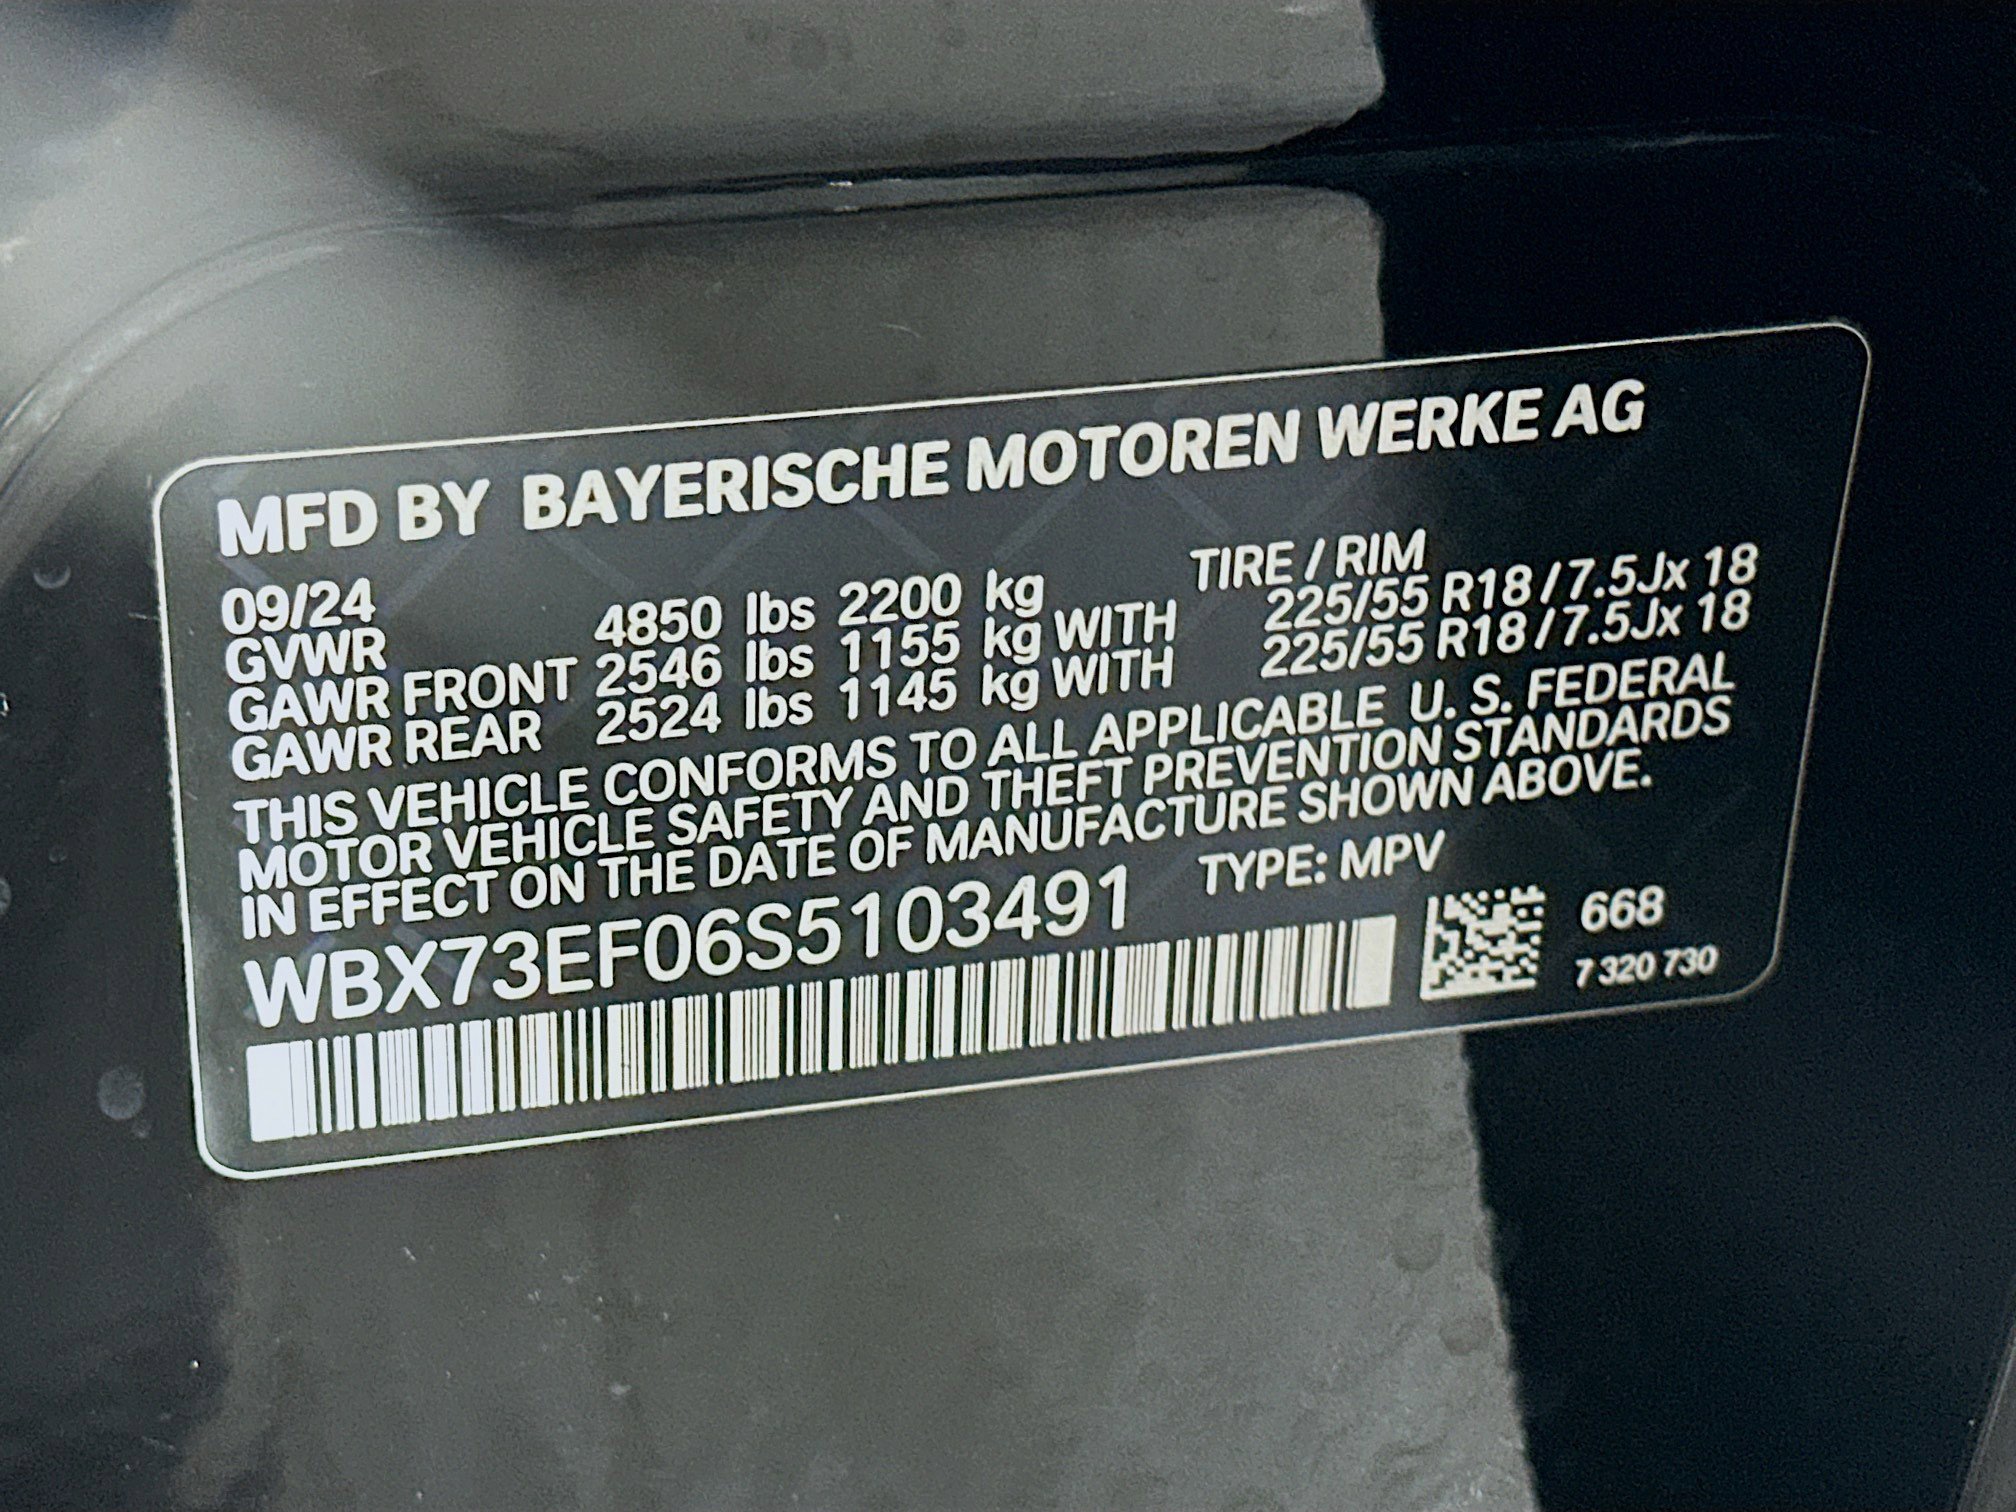 MFD BY BAYERISCHE MOTOREN WERKE AG
09/24 TIRE / RIM
GVWR 4850 lbs 2200 kg
GAWR FRONT 2546 lbs 1155 kg WITH 225/55 R18 / 7.5Jx 18
GAWR REAR 2524 lbs 1145 kg WITH 225/55 R18 / 7.5Jx 18
THIS VEHICLE CONFORMS TO ALL APPLICABLE U. S. FEDERAL
MOTOR VEHICLE SAFETY AND THEFT PREVENTION STANDARDS
IN EFFECT ON THE DATE OF MANUFACTURE SHOWN ABOVE.
WBX73EF06S5103491 TYPE: MPV
668
7 320 730